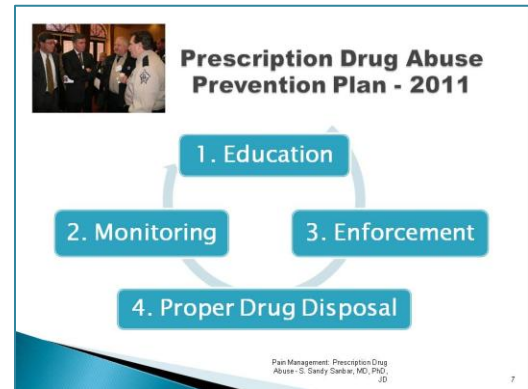 Prescription Drug Abuse
Prevention Plan - 2011
1. Education
2. Monitoring
3. Enforcement
4. Proper Drug Disposal
Pain Management: Prescription Drug
Abuse - S. Sandy Sanbar, MD, PhD,
JD
7